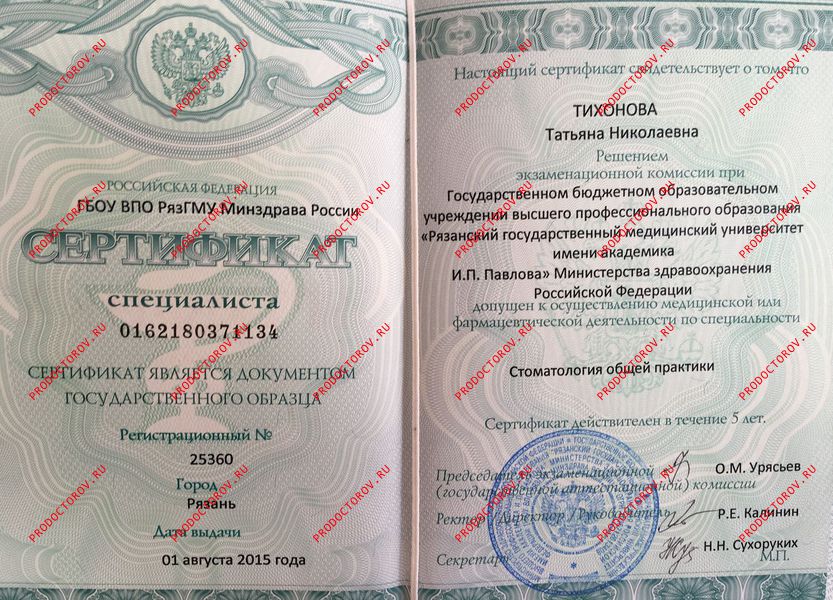 РОССИЙСКАЯ ФЕДЕРАЦИЯ
ГБОУ ВПО РязГМУ Минздрава России
СЕРТИФИКАТ
специалиста
0162180371134
СЕРТИФИКАТ ЯВЛЯЕТСЯ ДОКУМЕНТОМ
ГОСУДАРСТВЕННОГО ОБРАЗЦА
Регистрационный №
25360
Город
Рязань
Дата выдачи
01 августа 2015 года
Настоящий сертификат свидетельствует о том, что
ТИХОНОВА
Татьяна Николаевна
Решением
экзаменационной комиссии при
Государственном бюджетном образовательном
учреждений высшего профессионального образования
«Рязанский государственный медицинский университет
имени академика
И.П. Павлова» Министерства здравоохранения
Российской Федерации
допущен к осуществлению медицинской или
фармацевтической деятельности по специальности
Стоматология общей практики
Сертификат действителен в течение 5 лет.
Председатель экзаменационной
(государственной аттестационной) комиссии
О.М. Урясьев
Ректор / Директор / Руководитель
Р.Е. Калинин
Секретарь
Н.Н. Сухоруких
М.П.
PRODOCTOROV.RU